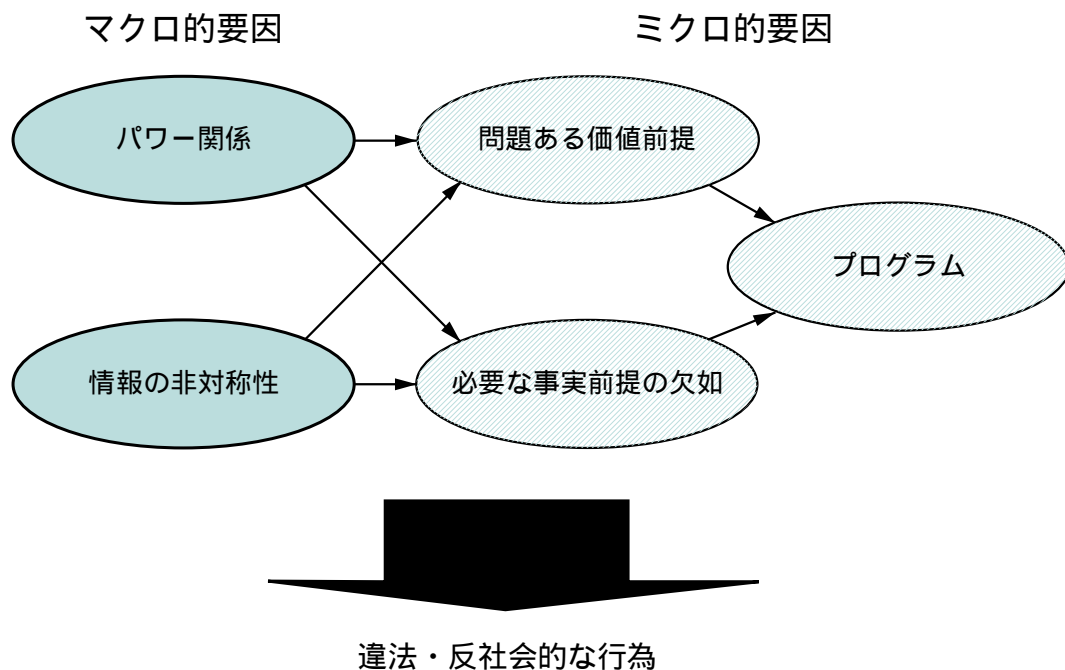 マクロ的要因
ミクロ的要因
パワー関係
問題ある価値前提
プログラム
情報の非対称性
必要な事実前提の欠如
違法・反社会的な行為